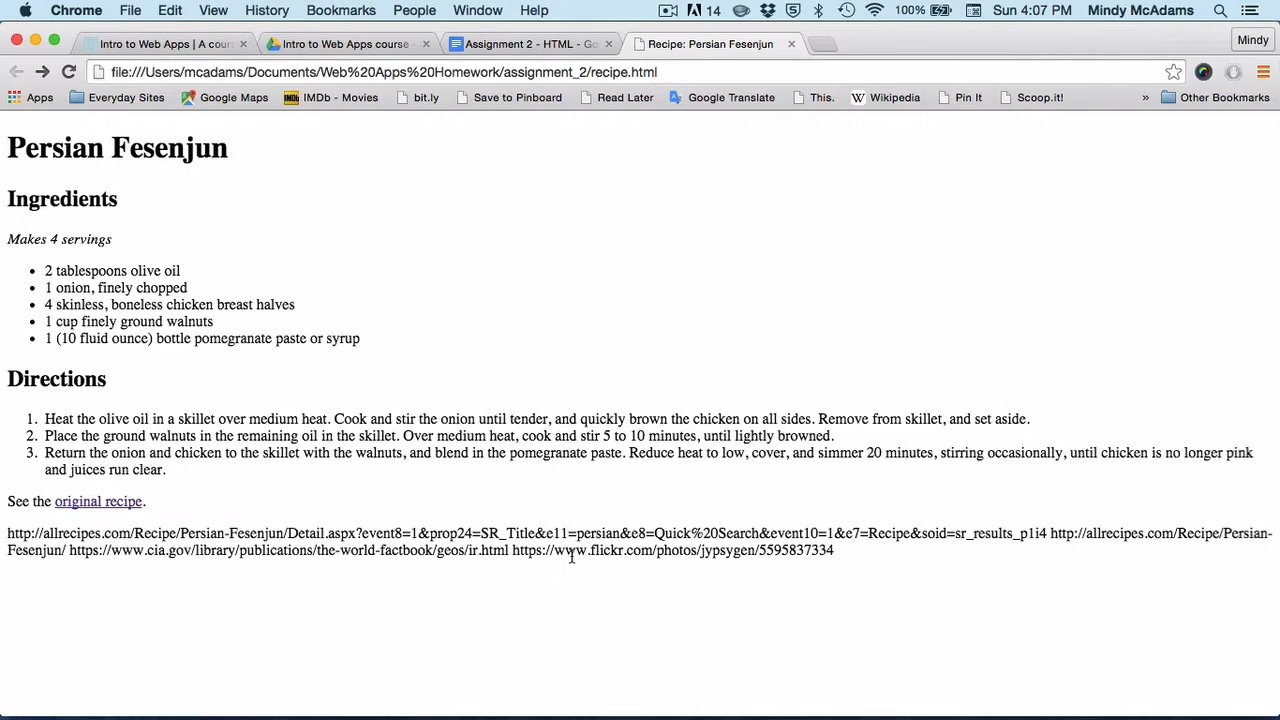 Chrome File Edit View History Bookmarks People Window Help 14 100% Sun 4:07 PM Mindy McAdams
Intro to Web Apps | A cou Intro to Web Apps course - Assignment 2 - HTML - Go Recipe: Persian Fesenjun Mindy
file:///Users/mcadams/Documents/Web%20Apps%20Homework/assignment_2/recipe.html
Apps Everyday Sites Google Maps IMDb - Movies bit.ly Save to Pinboard Read Later Google Translate This. Wikipedia Pin It Scoop.it! » Other Bookmarks
Persian Fesenjun
Ingredients
Makes 4 servings
• 2 tablespoons olive oil
• 1 onion, finely chopped
• 4 skinless, boneless chicken breast halves
• 1 cup finely ground walnuts
• 1 (10 fluid ounce) bottle pomegranate paste or syrup
Directions
1. Heat the olive oil in a skillet over medium heat. Cook and stir the onion until tender, and quickly brown the chicken on all sides. Remove from skillet, and set aside.
2. Place the ground walnuts in the remaining oil in the skillet. Over medium heat, cook and stir 5 to 10 minutes, until lightly browned.
3. Return the onion and chicken to the skillet with the walnuts, and blend in the pomegranate paste. Reduce heat to low, cover, and simmer 20 minutes, stirring occasionally, until chicken is no longer pink
and juices run clear.
See the original recipe.
http://allrecipes.com/Recipe/Persian-Fesenjun/Detail.aspx?event8=1&prop24=SR_Title&e11=persian&e8=Quick%20Search&event10=1&e7=Recipe&soid=sr_results_p1i4 http://allrecipes.com/Recipe/Persian-
Fesenjun/ https://www.cia.gov/library/publications/the-world-factbook/geos/ir.html https://www.flickr.com/photos/jypsygen/5595837334